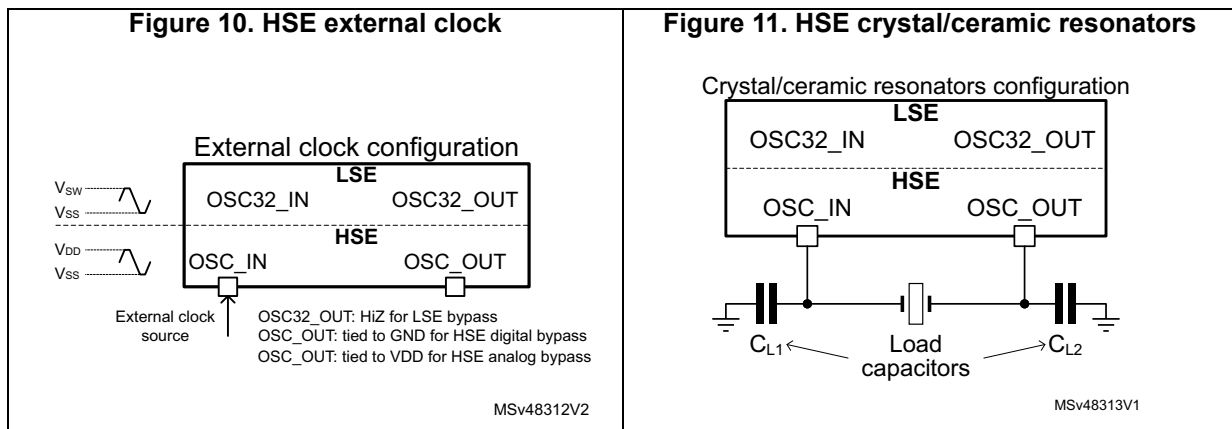 Figure 10. HSE external clock
External clock configuration
LSE
OSC32_IN OSC32_OUT
HSE
OSC_IN OSC_OUT
VSW
VSS
VDD
VSS
External clock
source
OSC32_OUT: HiZ for LSE bypass
OSC_OUT: tied to GND for HSE digital bypass
OSC_OUT: tied to VDD for HSE analog bypass
MSv48312V2
Figure 11. HSE crystal/ceramic resonators
Crystal/ceramic resonators configuration
LSE
OSC32_IN OSC32_OUT
HSE
OSC_IN OSC_OUT
CL1 Load CL2
capacitors
MSv48313V1